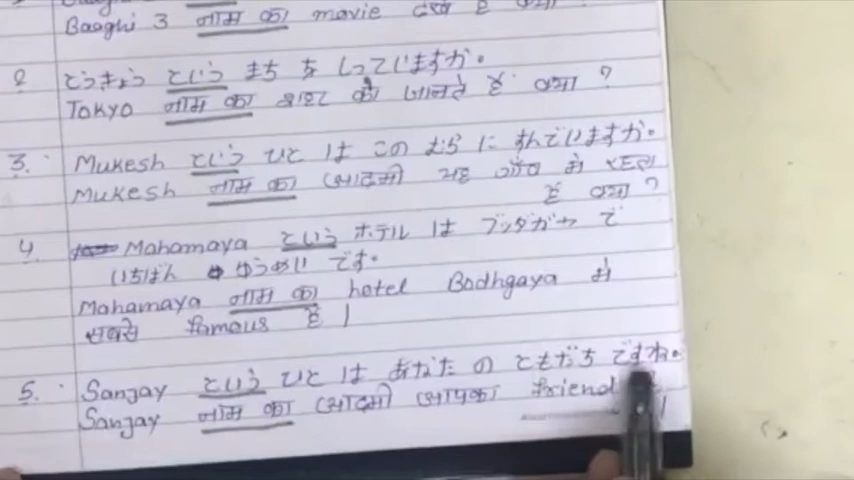 Baaghi 3 नाम का movie देखे है क्या ?
2 とうきょう という まち を しっていますか。
Tokyo नाम का शहर को जानते हैं क्या ?
3. Mukesh という ひと は この むら に すんでいますか。
Mukesh नाम का आदमी यह गाँव में रहता
है क्या ?
4 Mahamaya という ホテル は ブッダガヤ で
いちばん ゆうめい です。
Mahamaya नाम का hotel Bodhgaya में
सबसे famous है |
5. Sanjay という ひと は あなた の ともだち ですね。
Sanjay नाम का आदमी आपका friend